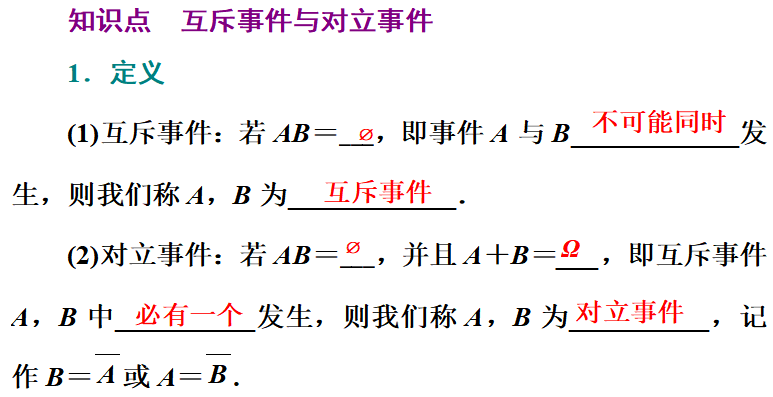 知识点 互斥事件与对立事件
1．定义
(1)互斥事件：若 AB＝∅，即事件 A 与 B不可能同时发
生，则我们称 A，B 为互斥事件．
(2)对立事件：若 AB＝∅，并且 A＋B＝Ω，即互斥事件
A，B 中必有一个发生，则我们称 A，B 为对立事件，记
作 B＝A̅ 或 A＝B̅．